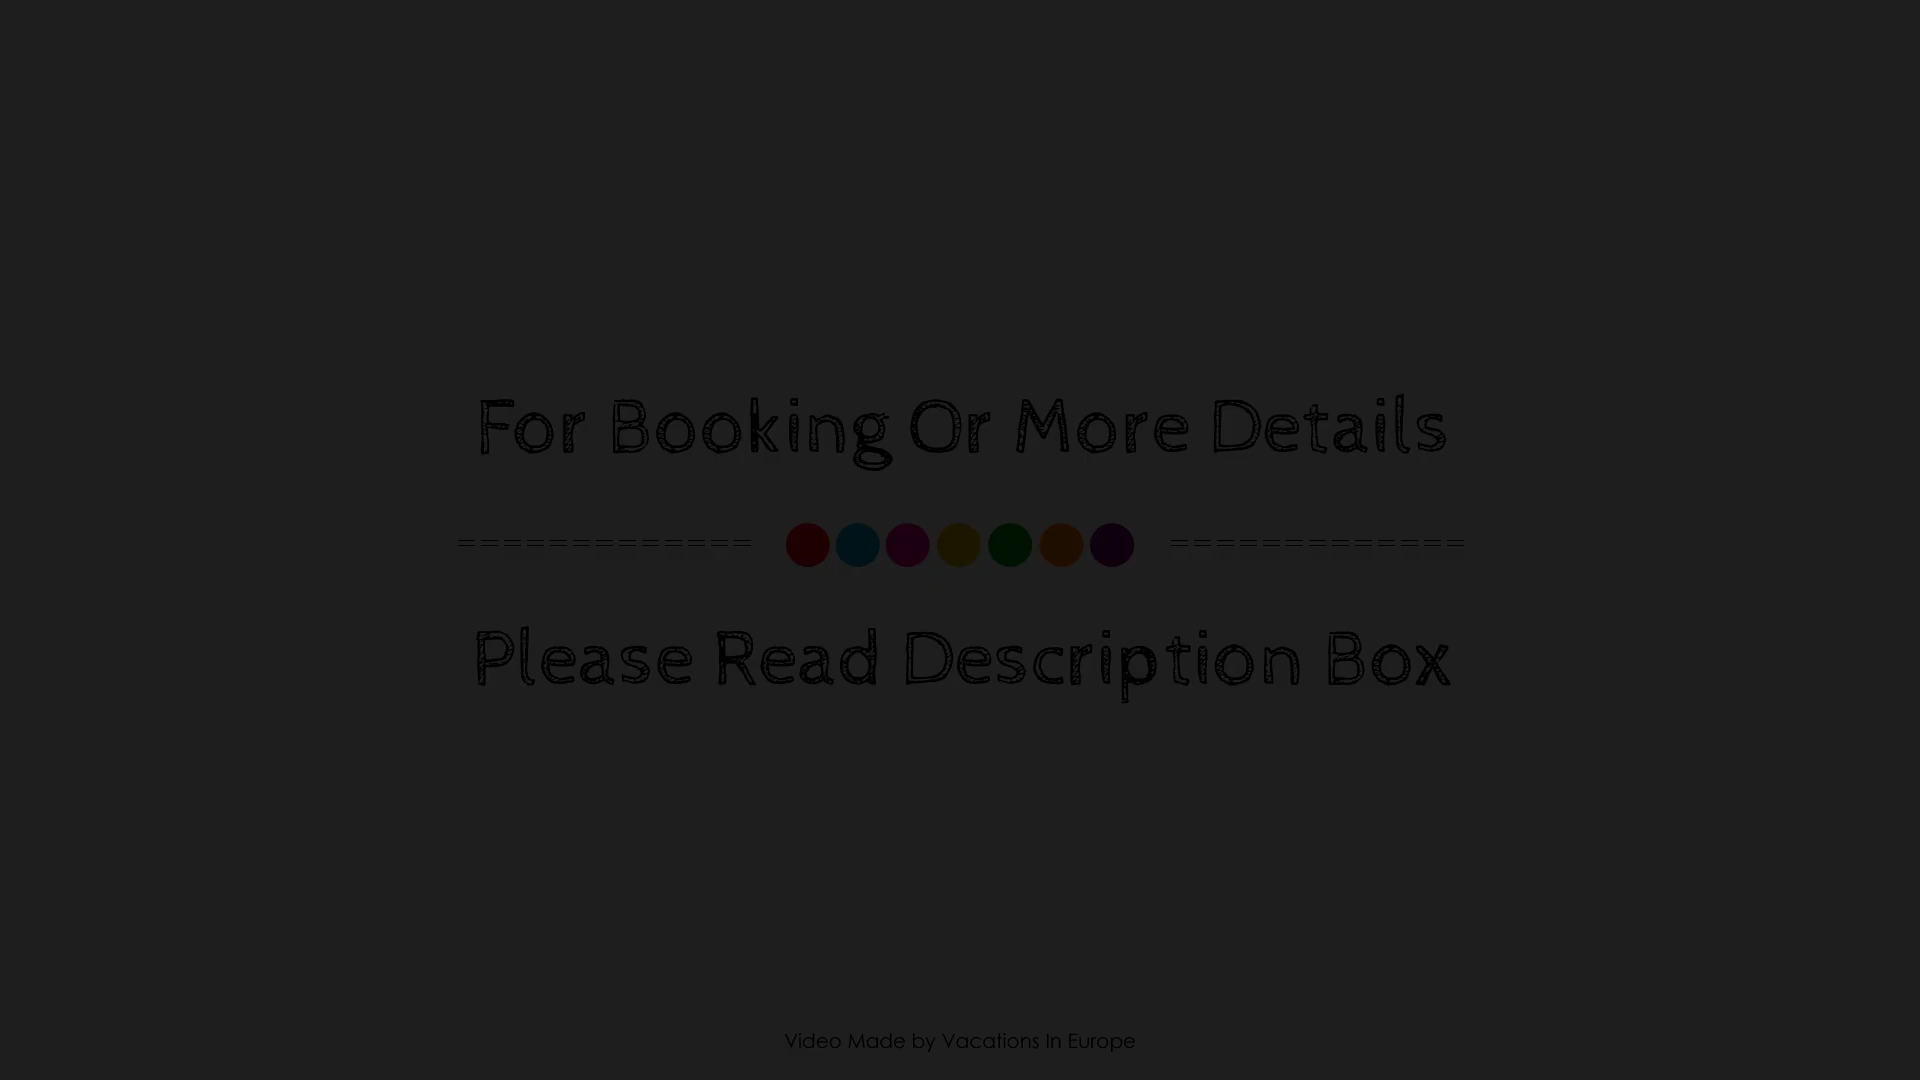 For Booking Or More Details
============= =============
Please Read Description Box
Video Made by Vacations In Europe